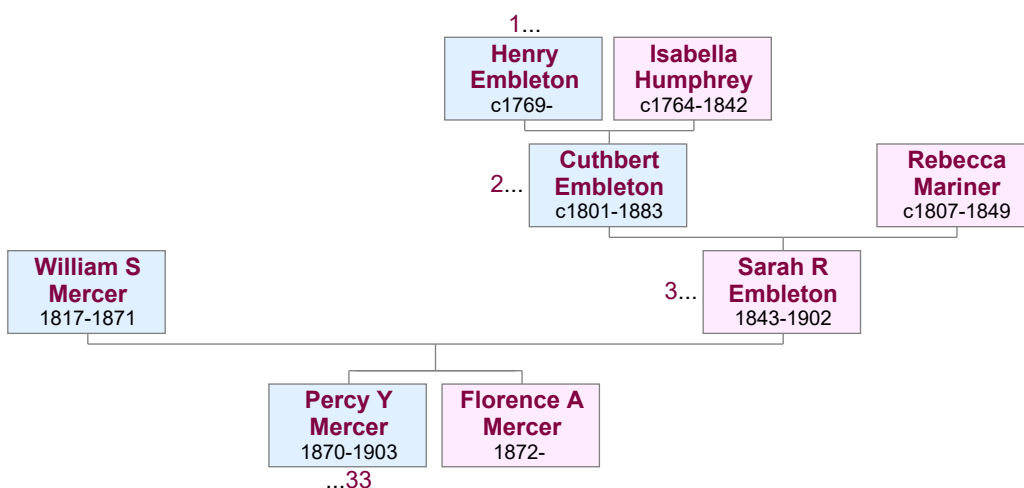 1...
Henry
Embleton
c1769-
Isabella
Humphrey
c1764-1842
2...
Cuthbert
Embleton
c1801-1883
Rebecca
Mariner
c1807-1849
William S
Mercer
1817-1871
3...
Sarah R
Embleton
1843-1902
Percy Y
Mercer
1870-1903
Florence A
Mercer
1872-
...33